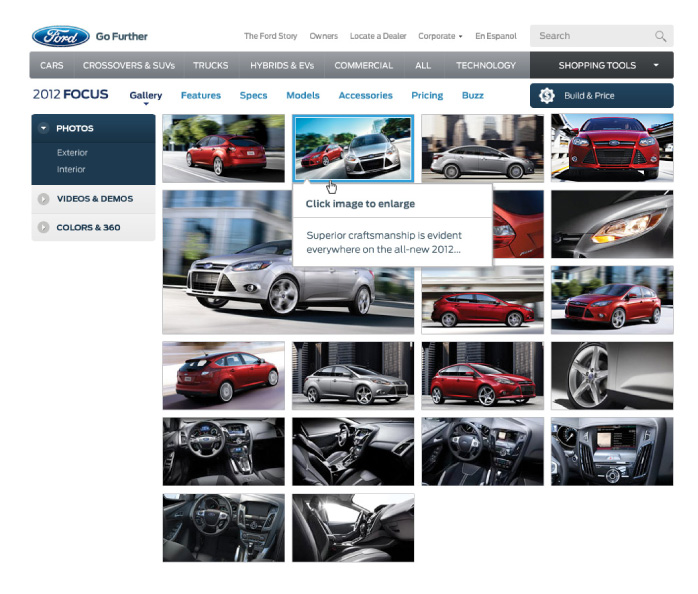 Ford
Go Further
The Ford Story Owners Locate a Dealer Corporate En Espanol
Search
CARS CROSSOVERS & SUVs TRUCKS HYBRIDS & EVs COMMERCIAL ALL TECHNOLOGY SHOPPING TOOLS
2012 FOCUS
Gallery Features Specs Models Accessories Pricing Buzz
$ Build & Price
PHOTOS
Exterior
Interior
VIDEOS & DEMOS
COLORS & 360
Click image to enlarge
Superior craftsmanship is evident
everywhere on the all-new 2012...